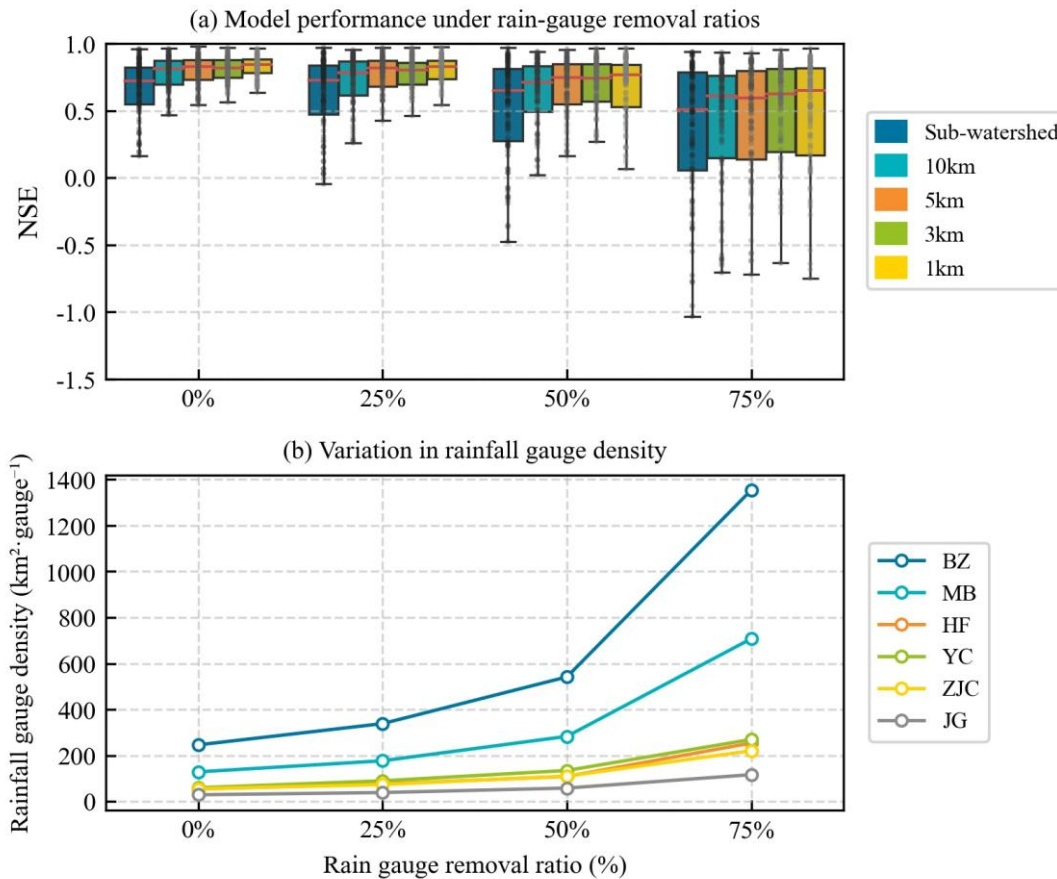 (a) Model performance under rain-gauge removal ratios
1.0
0.5
0.0
-0.5
-1.0
-1.5
NSE
0%
25%
50%
75%
Sub-watershed
10km
5km
3km
1km
(b) Variation in rainfall gauge density
1400
1200
1000
800
600
400
200
0
Rainfall gauge density (km²·gauge⁻¹)
0%
25%
50%
75%
Rain gauge removal ratio (%)
BZ
MB
HF
YC
ZJC
JG